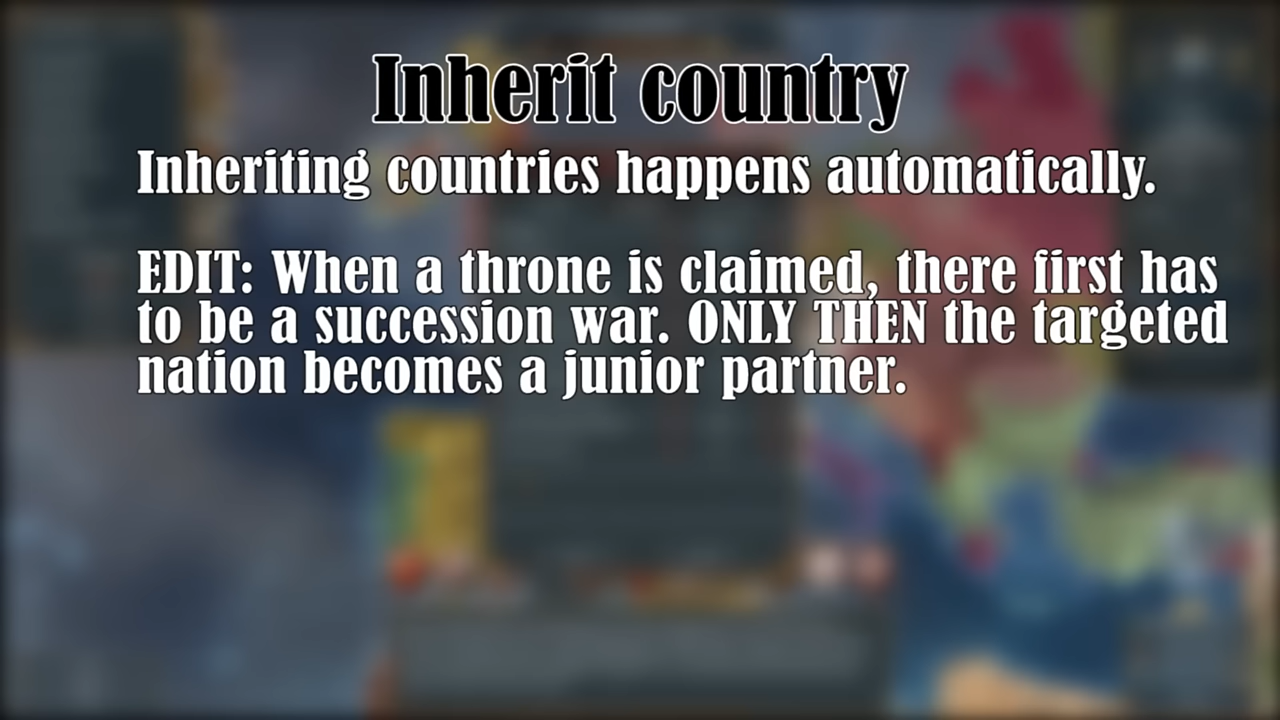 Inherit country
Inheriting countries happens automatically.
EDIT: When a throne is claimed, there first has
to be a succession war. ONLY THEN the targeted
nation becomes a junior partner.